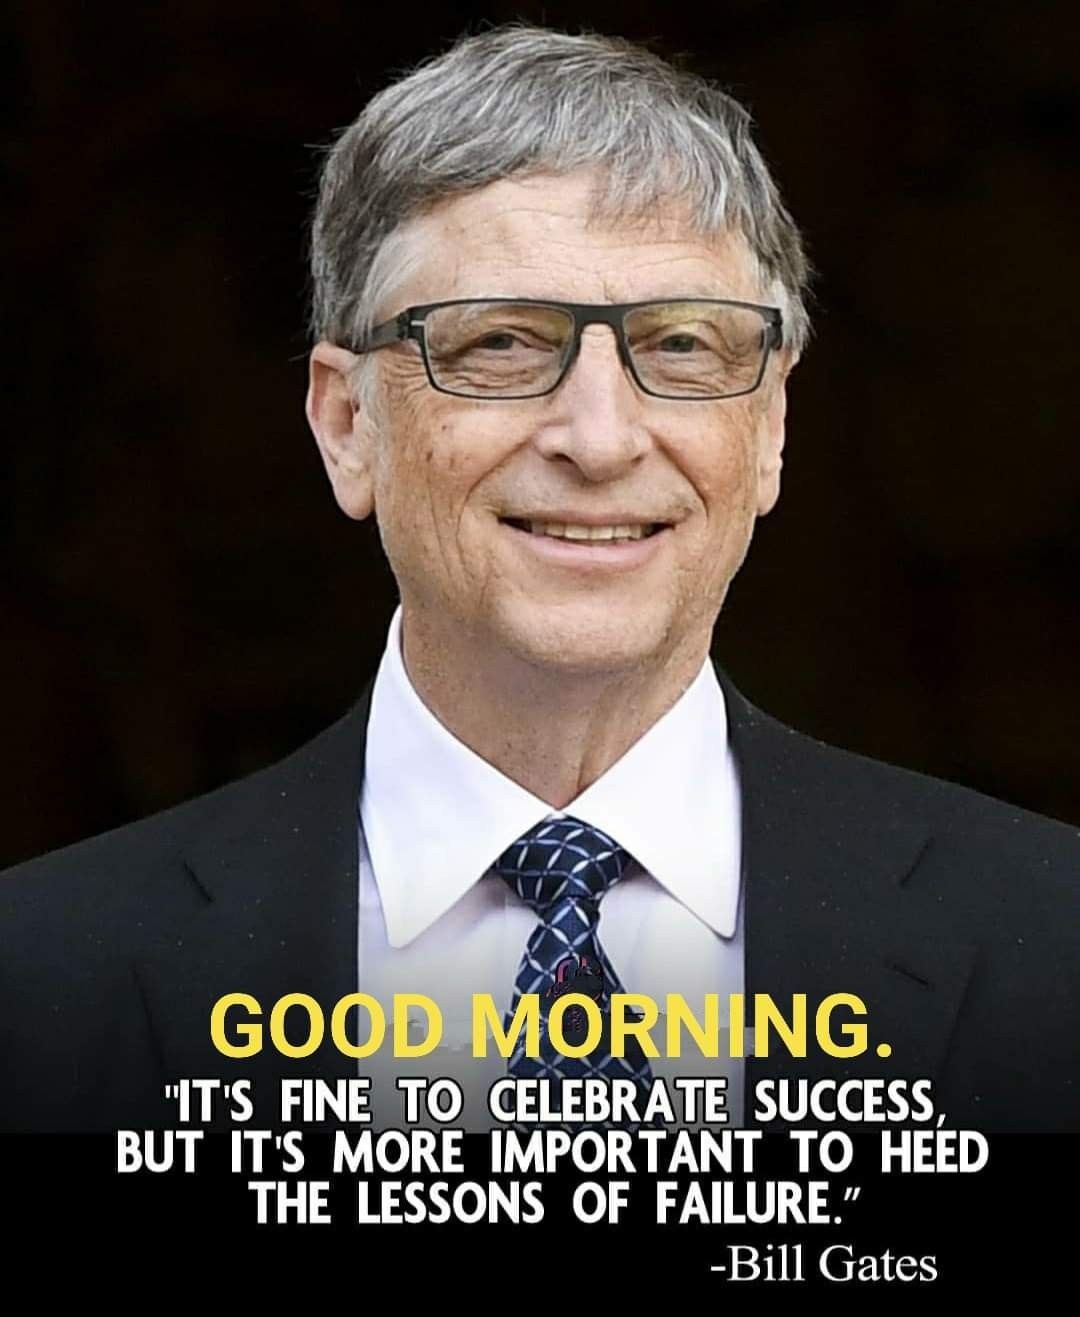 GOOD MORNING.
"IT'S FINE TO CELEBRATE SUCCESS,
BUT IT'S MORE IMPORTANT TO HEED
THE LESSONS OF FAILURE."
-Bill Gates